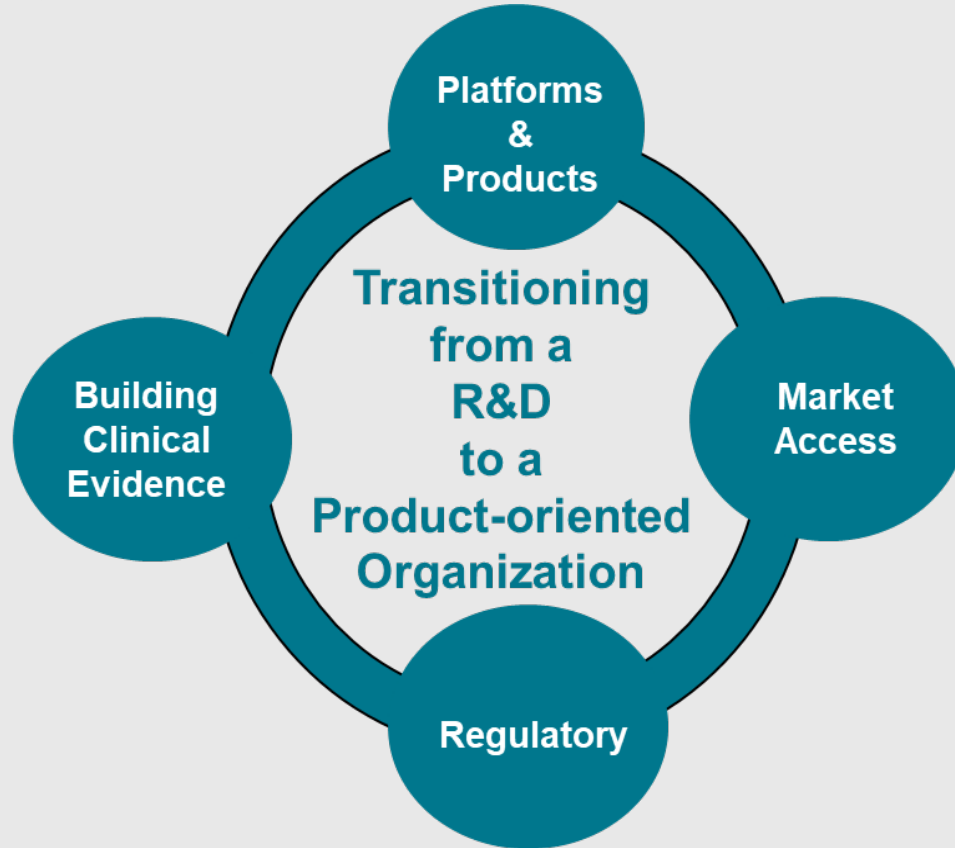 Platforms
&
Products
Transitioning
from a
R&D
to a
Product-oriented
Organization
Building
Clinical
Evidence
Market
Access
Regulatory